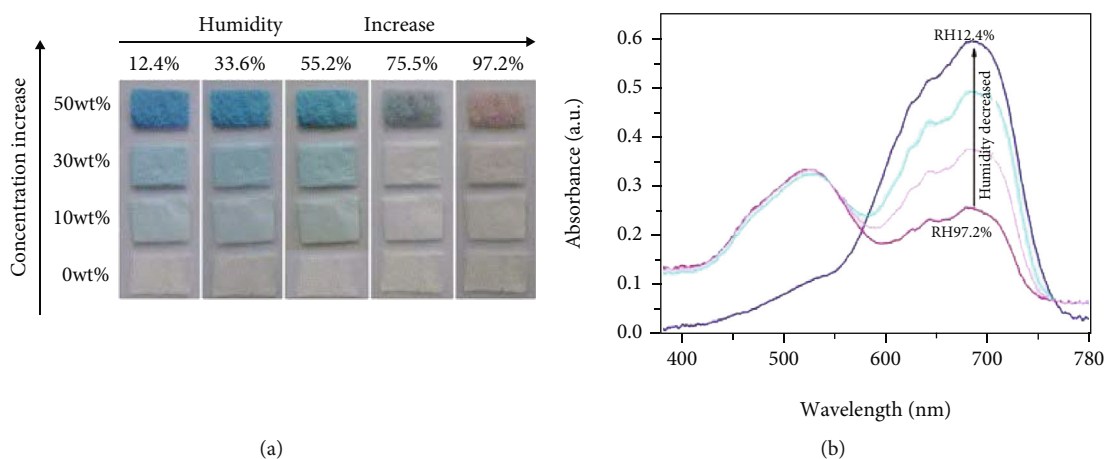 Humidity Increase
12.4% 33.6% 55.2% 75.5% 97.2%
Concentration increase
50wt%
30wt%
10wt%
0wt%
(a)
Absorbance (a.u.)
0.6
0.5
0.4
0.3
0.2
0.1
0.0
RH12.4%
Humidity decreased
RH97.2%
400 500 600 700 780
Wavelength (nm)
(b)